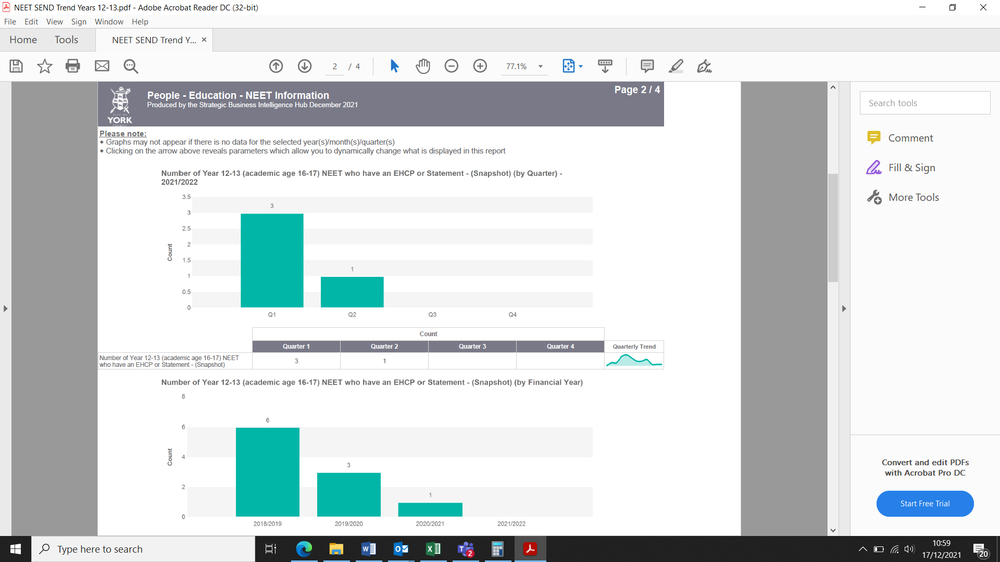 NEET SEND Trend Years 12-13.pdf - Adobe Acrobat Reader DC (32-bit)
File Edit View Sign Window Help
Home Tools NEET SEND Trend Y... ×
2 / 4 77.1%
Page 2 / 4
People - Education - NEET Information
Produced by the Strategic Business Intelligence Hub December 2021
CITY OF
YORK
COUNCIL
Please note:
◆ Graphs may not appear if there is no data for the selected year(s)/month(s)/quarter(s)
◆ Clicking on the arrow above reveals parameters which allow you to dynamically change what is displayed in this report
Number of Year 12-13 (academic age 16-17) NEET who have an EHCP or Statement - (Snapshot) (by Quarter) -
2021/2022
3.5
3
2.5
2
1.5
1
0.5
0
Count
3
1
Q1 Q2 Q3 Q4
Count
Quarter 1 Quarter 2 Quarter 3 Quarter 4 Quarterly Trend
Number of Year 12-13 (academic age 16-17) NEET
who have an EHCP or Statement - (Snapshot)
3 1
Number of Year 12-13 (academic age 16-17) NEET who have an EHCP or Statement - (Snapshot) (by Financial Year)
8
6
4
2
0
Count
6
3
1
2018/2019 2019/2020 2020/2021 2021/2022
Search tools
Comment
Fill & Sign
More Tools
Convert and edit PDFs
with Acrobat Pro DC
Start Free Trial
Type here to search
2
10:59
17/12/2021
20